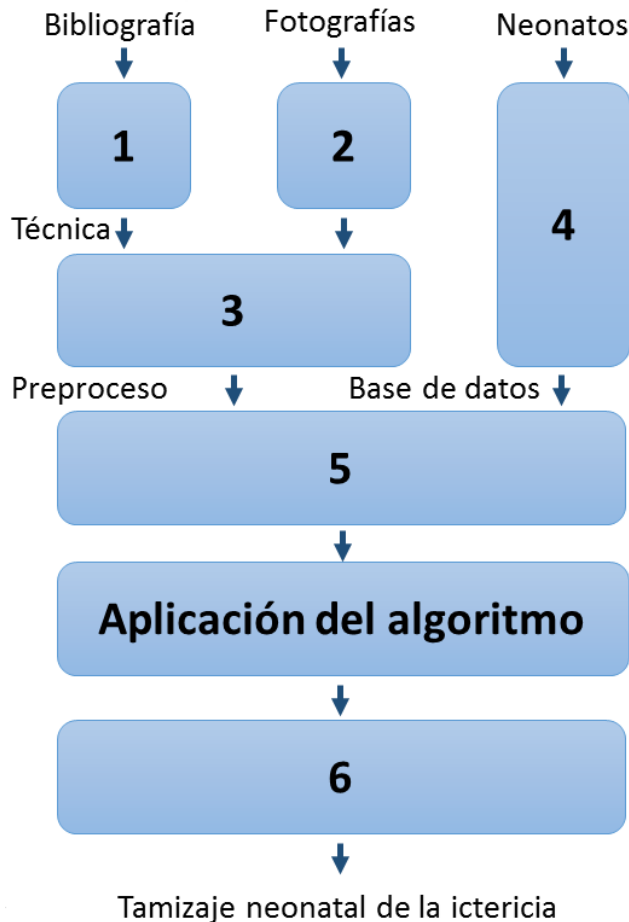 Bibliografía
Fotografías
Neonatos
1
2
4
Técnica
3
Preproceso
Base de datos
5
Aplicación del algoritmo
6
Tamizaje neonatal de la ictericia